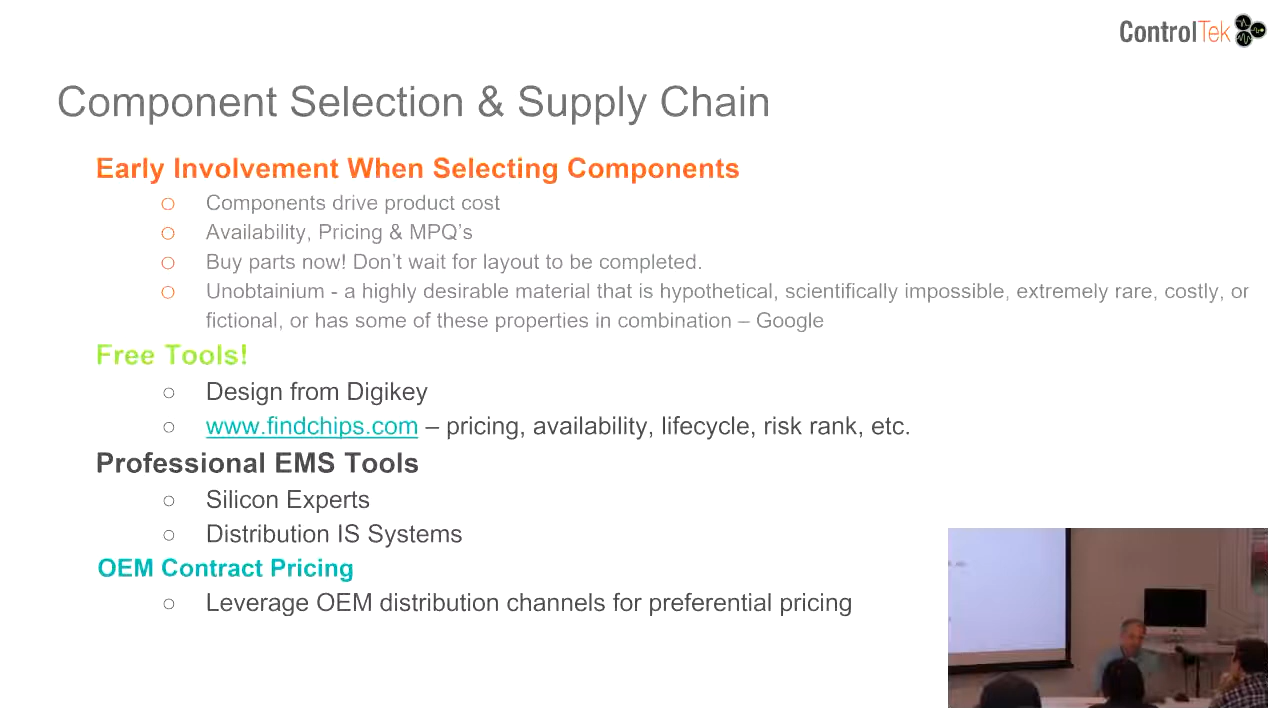 ControlTek
Component Selection & Supply Chain
Early Involvement When Selecting Components
○ Components drive product cost
○ Availability, Pricing & MPQ’s
○ Buy parts now! Don’t wait for layout to be completed.
○ Unobtainium - a highly desirable material that is hypothetical, scientifically impossible, extremely rare, costly, or
fictional, or has some of these properties in combination – Google
Free Tools!
○ Design from Digikey
○ www.findchips.com – pricing, availability, lifecycle, risk rank, etc.
Professional EMS Tools
○ Silicon Experts
○ Distribution IS Systems
OEM Contract Pricing
○ Leverage OEM distribution channels for preferential pricing